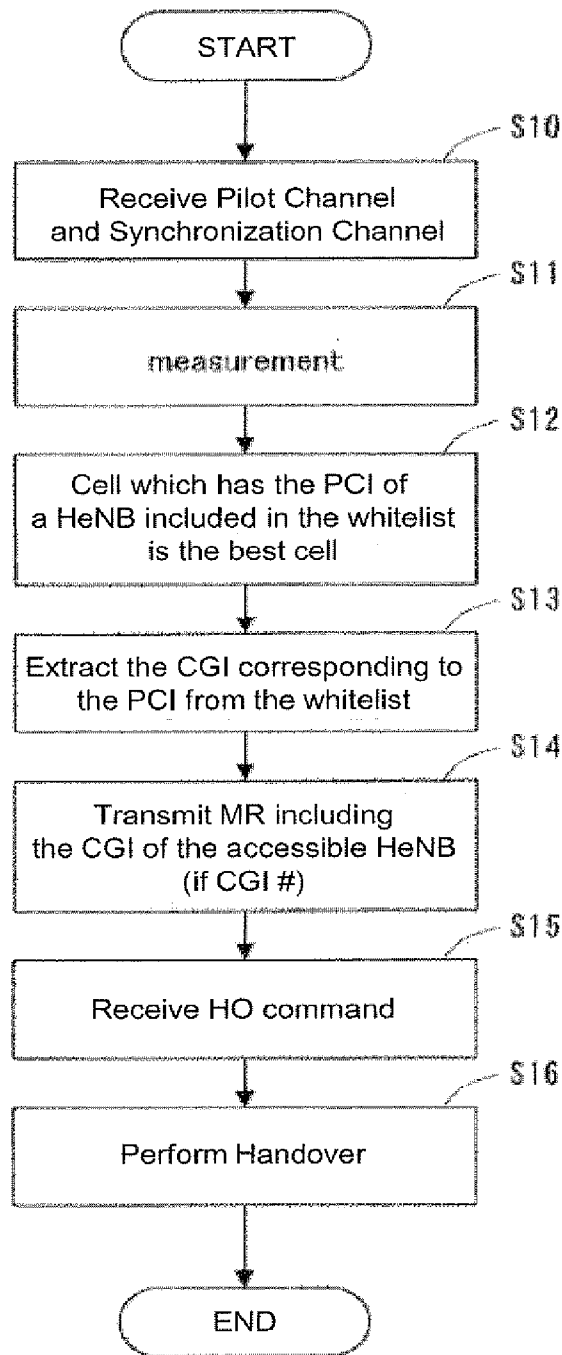 START
S10
Receive Pilot Channel
and Synchronization Channel
S11
measurement
S12
Cell which has the PCI of
a HeNB included in the whitelist
is the best cell
S13
Extract the CGI corresponding to
the PCI from the whitelist
S14
Transmit MR including
the CGI of the accessible HeNB
(if CGI #)
S15
Receive HO command
S16
Perform Handover
END